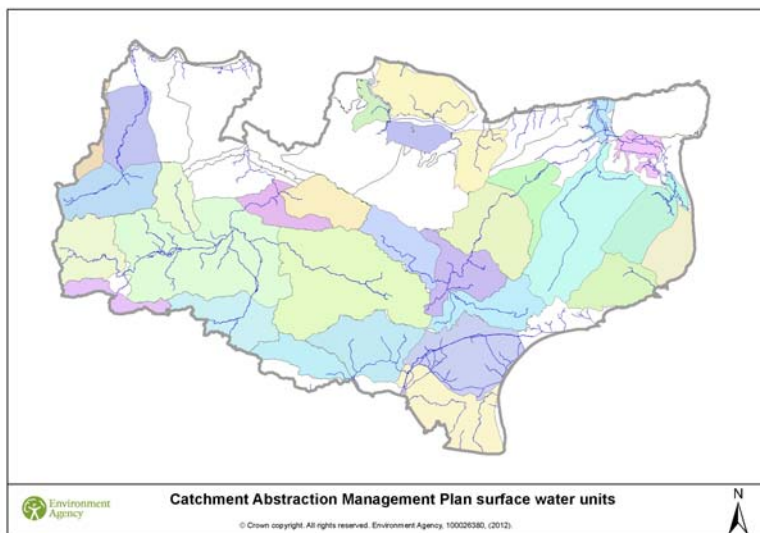 Environment
Agency
Catchment Abstraction Management Plan surface water units
© Crown copyright. All rights reserved. Environment Agency, 100026380, (2012).
N